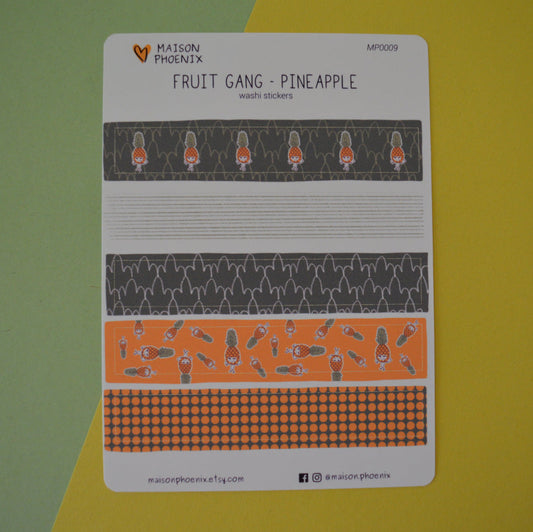 MAISON
PHOENIX
MP0009
FRUIT GANG - PINEAPPLE
washi stickers
maisonphoenix.etsy.com
@maison.phoenix